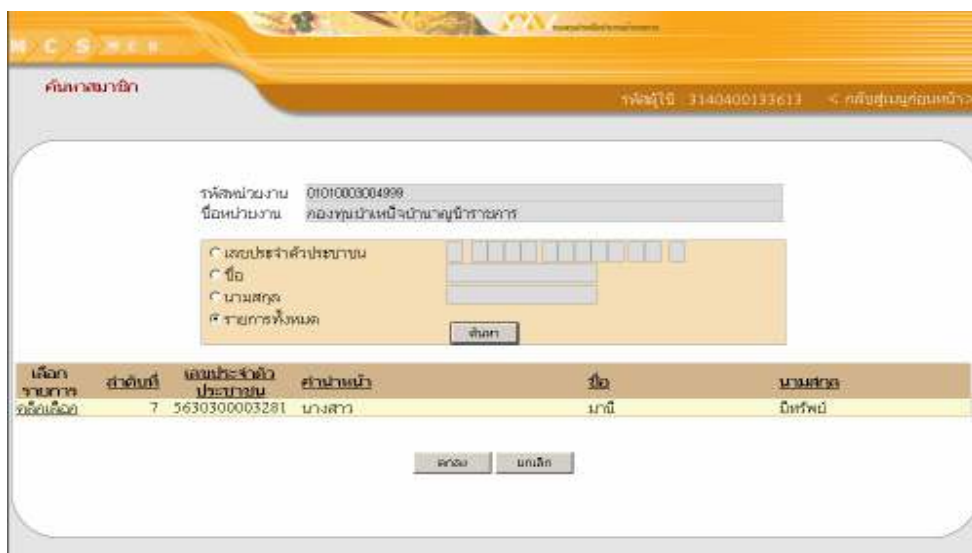 MCS WEB
ค้นหาสมาชิก
รหัสผู้ใช้ 3140400133613 < กลับสู่เมนูก่อนหน้า>
รหัสหน่วยงาน 01010003004999
ชื่อหน่วยงาน กองทุนบำเหน็จบำนาญข้าราชการ
เลขประจำตัวประชาชน
ชื่อ
นามสกุล
รายการทั้งหมด
ค้นหา
เลือกรายการ ลำดับที่ เลขประจำตัวประชาชน คำนำหน้า ชื่อ นามสกุล
คลิกเลือก 7 5630300003281 นางสาว มานี มีทรัพย์
ตกลง ยกเลิก